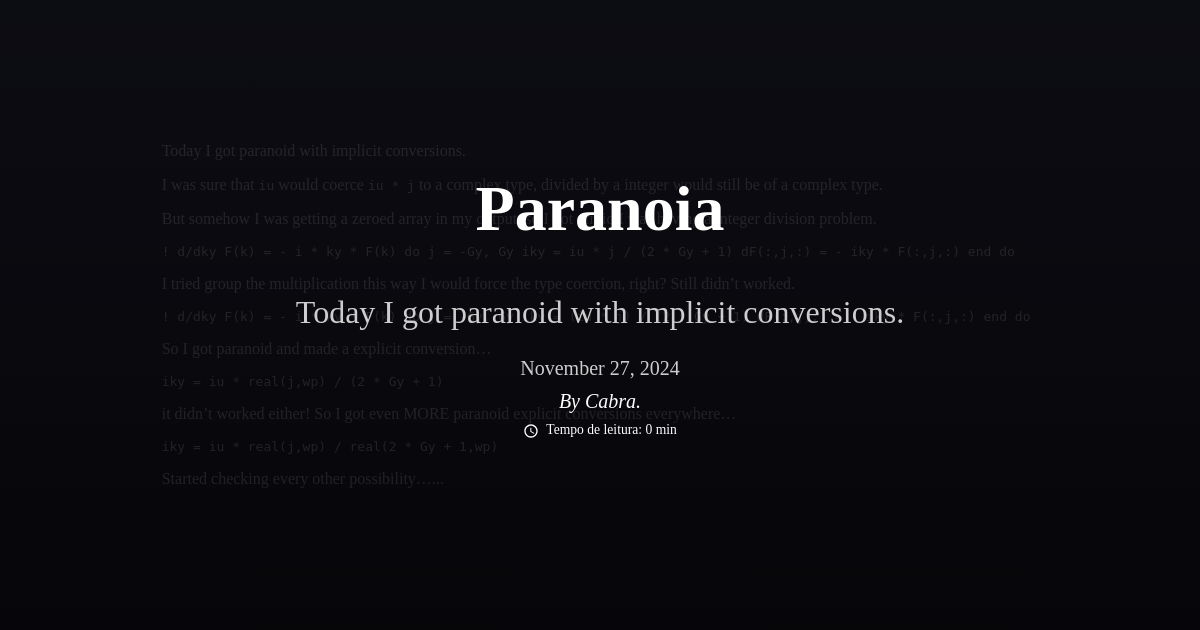 Today I got paranoid with implicit conversions.
I was sure that iu would coerce iu * j to a complex type, divided by a integer would still be of a complex type.
Paranoia
But somehow I was getting a zeroed array in my integer division problem.
! d/dky F(k) = - i * ky * F(k) do j = -Gy, Gy iky = iu * j / (2 * Gy + 1) dF(:,j,:) = - iky * F(:,j,:) end do
I tried group the multiplication this way I would force the type coercion, right? Still didn’t worked.
Today I got paranoid with implicit conversions.
! d/dky F(k) = - * F(:,j,:) end do
So I got paranoid and made a explicit conversion…
November 27, 2024
iky = iu * real(j,wp) / (2 * Gy + 1)
By Cabra.
it didn’t worked either! So I got even MORE paranoid explicit conversions everywhere…
Tempo de leitura: 0 min
iky = iu * real(j,wp) / real(2 * Gy + 1,wp)
Started checking every other possibility…...